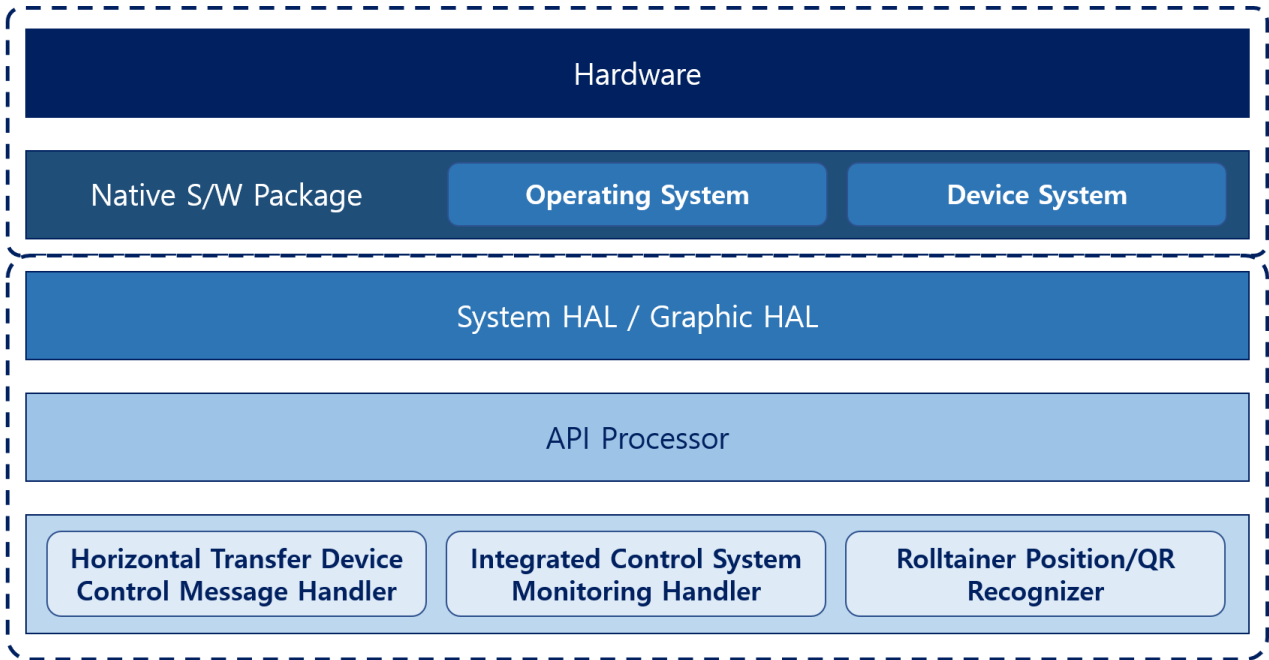 Hardware
Native S/W Package
Operating System
Device System
System HAL / Graphic HAL
API Processor
Horizontal Transfer Device
Control Message Handler
Integrated Control System
Monitoring Handler
Rolltainer Position/QR
Recognizer